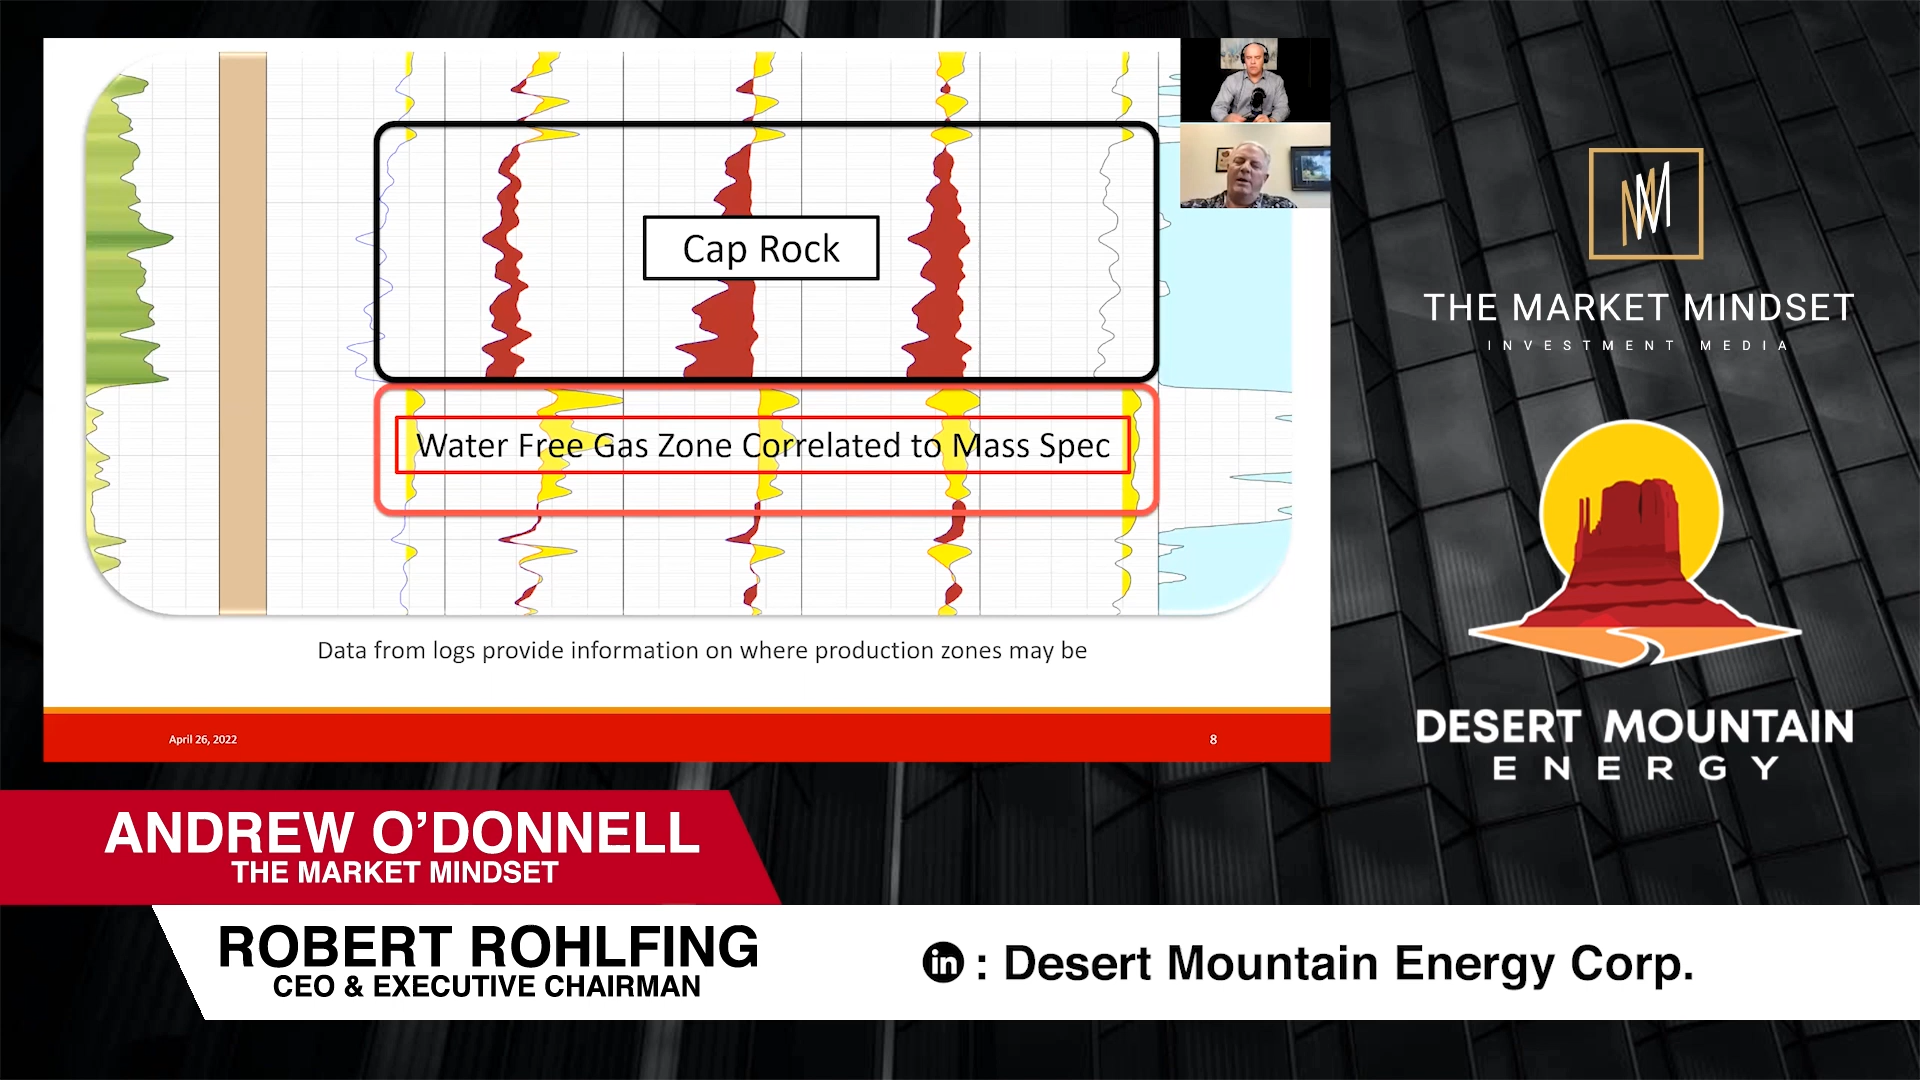 Cap Rock
Water Free Gas Zone Correlated to Mass Spec
Data from logs provide information on where production zones may be
April 26, 2022
8
THE MARKET MINDSET
INVESTMENT MEDIA
DESERT MOUNTAIN
ENERGY
ANDREW O'DONNELL
THE MARKET MINDSET
ROBERT ROHLFING
CEO & EXECUTIVE CHAIRMAN
in : Desert Mountain Energy Corp.